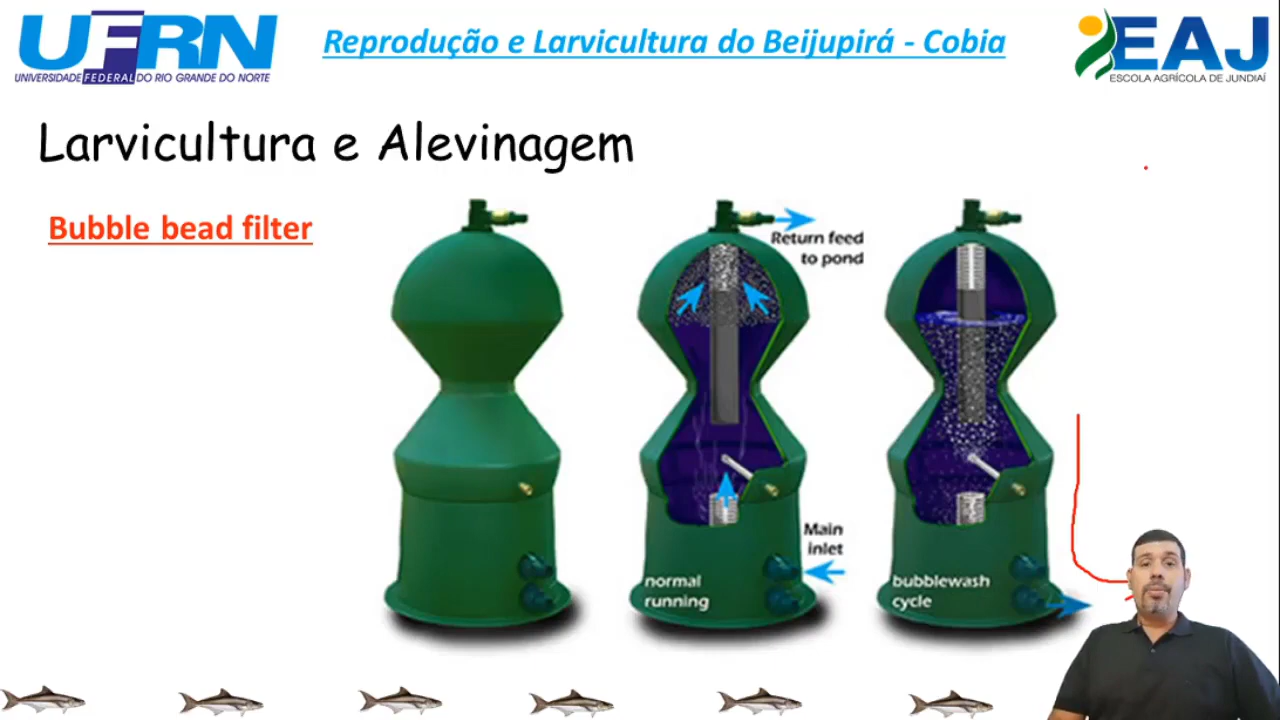 UFRN
UNIVERSIDADE FEDERAL DO RIO GRANDE DO NORTE
Reprodução e Larvicultura do Beijupirá - Cobia
EAJ
ESCOLA AGRÍCOLA DE JUNDIAÍ
Larvicultura e Alevinagem
Bubble bead filter
Return feed
to pond
Main
inlet
normal
running
bubblewash
cycle